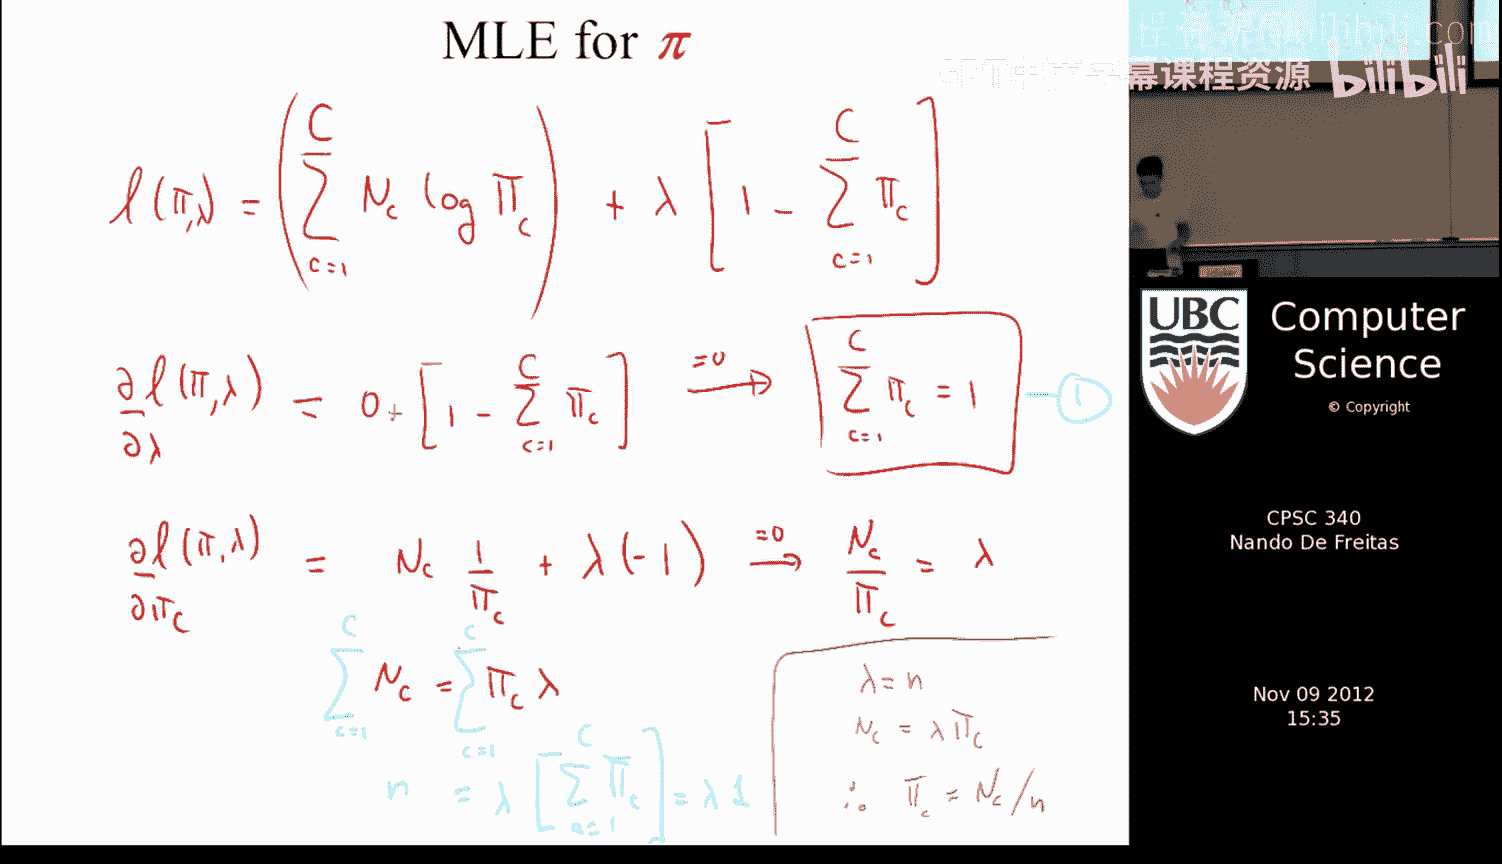 MLE for π
l(π,λ) = ( ∑_{c=1}^{C} N_c log π_c ) + λ [ 1 - ∑_{c=1}^{C} π_c ]
∂l(π,λ)/∂λ = 0 + [ 1 - ∑_{c=1}^{C} π_c ] =0 → ∑_{c=1}^{C} π_c = 1 — ①
∂l(π,λ)/∂π_c = N_c 1/π_c + λ(-1) =0 → N_c/π_c = λ
∑_{c=1}^{C} N_c = ∑_{c=1}^{C} π_c λ
n = λ [ ∑_{c=1}^{C} π_c ] = λ 1
λ = n
N_c = λ π_c
∴ π_c = N_c / n
幕课程资源 bilibili
UBC
Computer
Science
© Copyright
CPSC 340
Nando De Freitas
Nov 09 2012
15:35